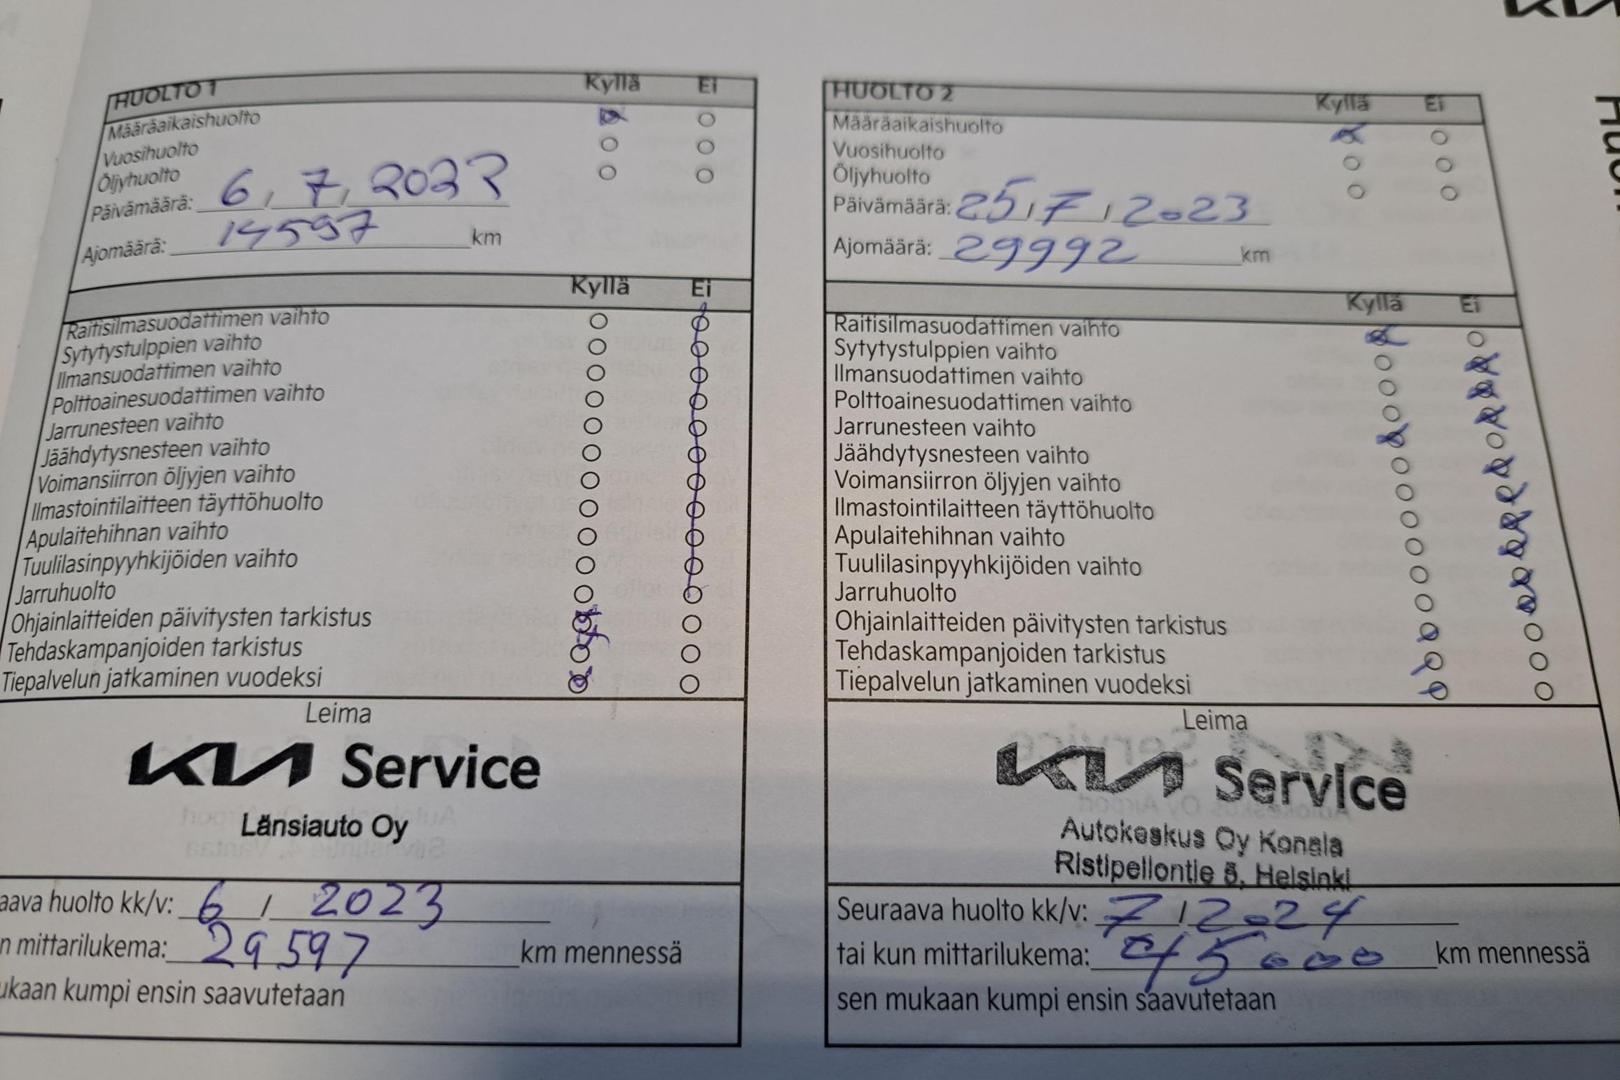 KIA
HUOLTO 1 Kyllä Ei
Määräaikaishuolto
Vuosihuolto
Öljyhuolto
Päivämäärä: 6, 7, 2022
Ajomäärä: 14597 km
Kyllä Ei
Raitisilmasuodattimen vaihto
Sytytystulppien vaihto
Ilmansuodattimen vaihto
Polttoainesuodattimen vaihto
Jarrunesteen vaihto
Jäähdytysnesteen vaihto
Voimansiirron öljyjen vaihto
Ilmastointilaitteen täyttöhuolto
Apulaitehihnan vaihto
Tuulilasinpyyhkijöiden vaihto
Jarruhuolto
Ohjainlaitteiden päivitysten tarkistus
Tehdaskampanjoiden tarkistus
Tiepalvelun jatkaminen vuodeksi
Leima
KIA Service
Länsiauto Oy
aava huolto kk/v: 6 / 2023
n mittarilukema: 29597 km mennessä
ukaan kumpi ensin saavutetaan
HUOLTO 2 Kyllä Ei
Määräaikaishuolto
Vuosihuolto
Öljyhuolto
Päivämäärä: 25, 7, 2023
Ajomäärä: 29992 km
Kyllä Ei
Raitisilmasuodattimen vaihto
Sytytystulppien vaihto
Ilmansuodattimen vaihto
Polttoainesuodattimen vaihto
Jarrunesteen vaihto
Jäähdytysnesteen vaihto
Voimansiirron öljyjen vaihto
Ilmastointilaitteen täyttöhuolto
Apulaitehihnan vaihto
Tuulilasinpyyhkijöiden vaihto
Jarruhuolto
Ohjainlaitteiden päivitysten tarkistus
Tehdaskampanjoiden tarkistus
Tiepalvelun jatkaminen vuodeksi
Leima
KIA Service
Autokeskus Oy Konala
Ristipellontie 5, Helsinki
Seuraava huolto kk/v: 7 / 2024
tai kun mittarilukema: 45000 km mennessä
sen mukaan kumpi ensin saavutetaan